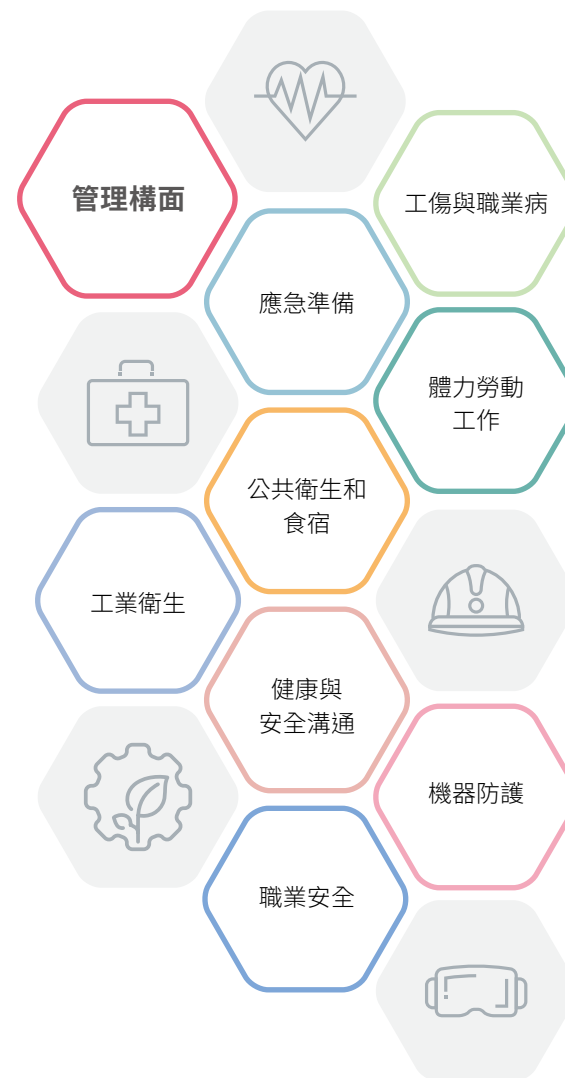 管理構面
工傷與職業病
應急準備
體力勞動
工作
公共衛生和
食宿
工業衛生
健康與
安全溝通
機器防護
職業安全